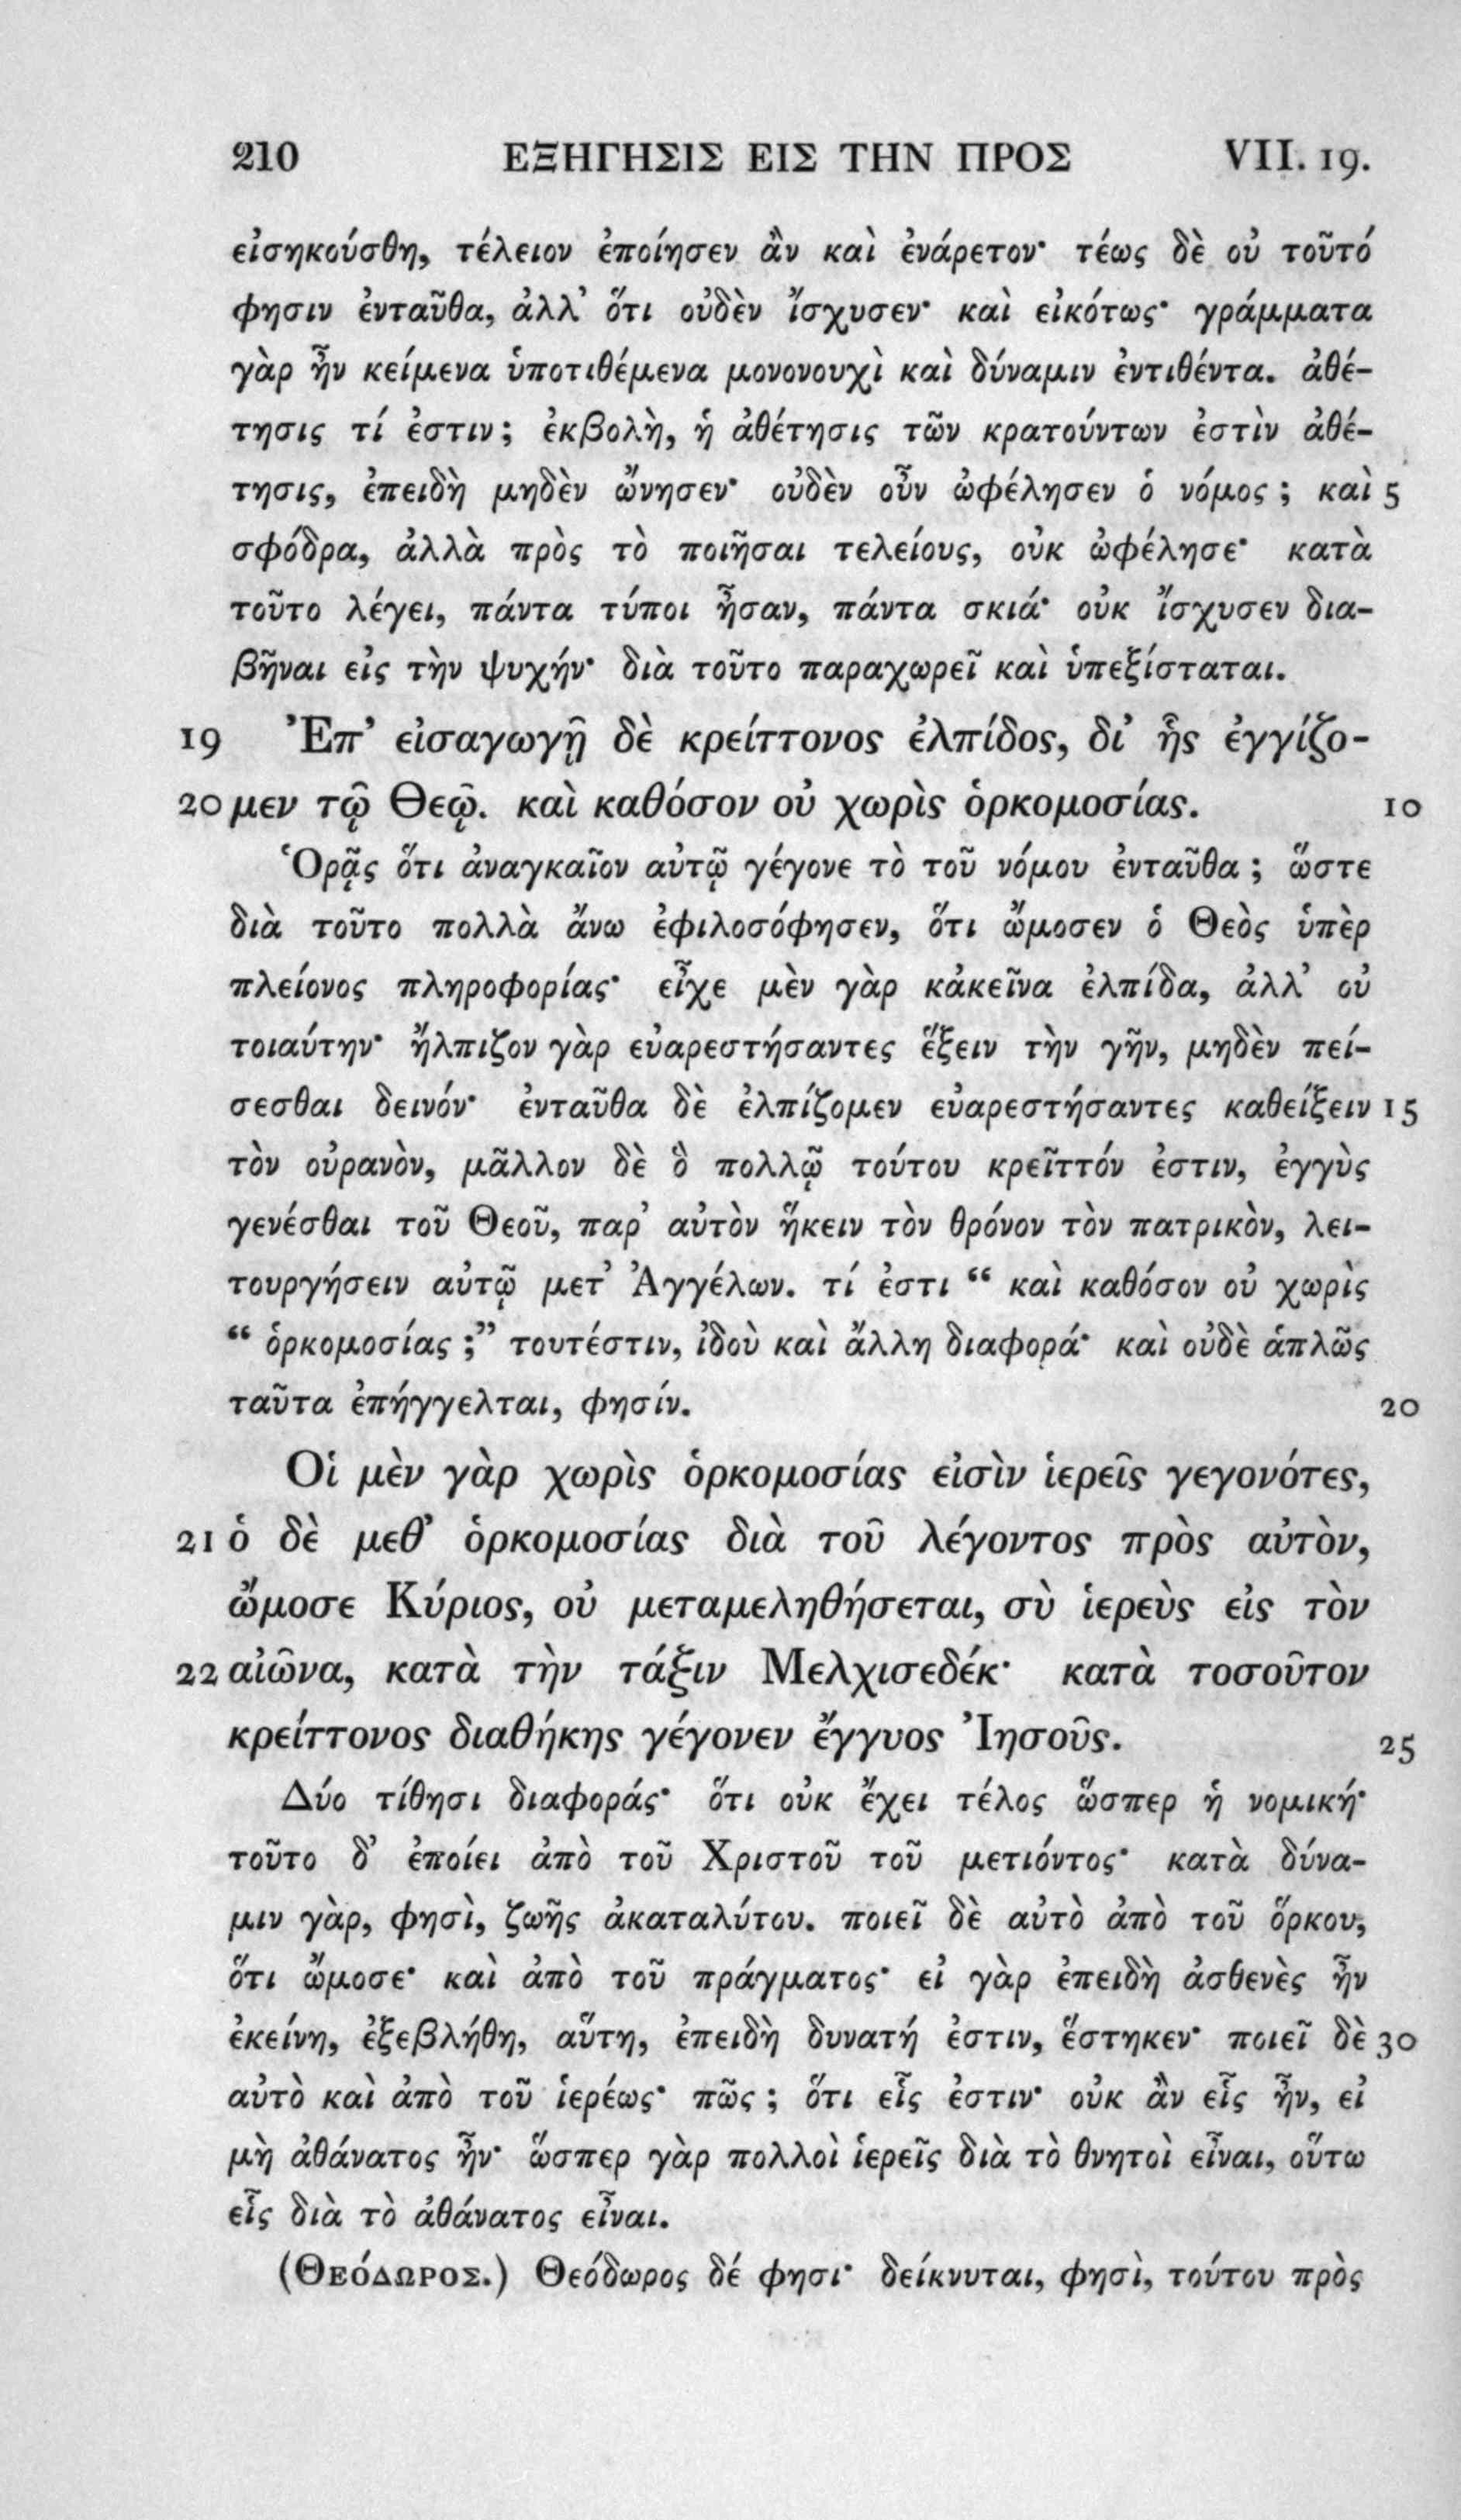 210 ΕΞΗΓΗΣΙΣ ΕΙΣ ΤΗΝ ΠΡΟΣ VII. 19.
εἰσηκούσθη, τέλειον ἐποίησεν ἂν καὶ ἐνάρετον· τέως δὲ οὐ τοῦτό
φησιν ἐνταῦθα, ἀλλ’ ὅτι οὐδὲν ἴσχυσεν· καὶ εἰκότως· γράμματα
γὰρ ἦν κείμενα ὑποτιθέμενα μονονουχὶ καὶ δύναμιν ἐντιθέντα. ἀθέ-
τησις τί ἐστιν; ἐκβολὴ, ἡ ἀθέτησις τῶν κρατούντων ἐστὶν ἀθέ-
τησις, ἐπειδὴ μηδὲν ὤνησεν· οὐδὲν οὖν ὠφέλησεν ὁ νόμος; καὶ 5
σφόδρα, ἀλλὰ πρὸς τὸ ποιῆσαι τελείους, οὐκ ὠφέλησε· κατὰ
τοῦτο λέγει, πάντα τύποι ἦσαν, πάντα σκιά· οὐκ ἴσχυσεν δια-
βῆναι εἰς τὴν ψυχήν· διὰ τοῦτο παραχωρεῖ καὶ ὑπεξίσταται.
19 Ἐπ’ εἰσαγωγῇ δὲ κρείττονος ἐλπίδος, δι’ ἧς ἐγγίζο-
20 μεν τῷ Θεῷ. καὶ καθόσον οὐ χωρὶς ὁρκομοσίας. 10
Ὁρᾷς ὅτι ἀναγκαῖον αὐτῷ γέγονε τὸ τοῦ νόμου ἐνταῦθα; ὥστε
διὰ τοῦτο πολλὰ ἄνω ἐφιλοσόφησεν, ὅτι ὤμοσεν ὁ Θεὸς ὑπὲρ
πλείονος πληροφορίας· εἶχε μὲν γὰρ κἀκεῖνα ἐλπίδα, ἀλλ’ οὐ
τοιαύτην· ἤλπιζον γὰρ εὐαρεστήσαντες ἕξειν τὴν γῆν, μηδὲν πεί-
σεσθαι δεινόν· ἐνταῦθα δὲ ἐλπίζομεν εὐαρεστήσαντες καθείξειν 15
τὸν οὐρανὸν, μᾶλλον δὲ ὃ πολλῷ τούτου κρεῖττόν ἐστιν, ἐγγὺς
γενέσθαι τοῦ Θεοῦ, παρ’ αὐτὸν ἥκειν τὸν θρόνον τὸν πατρικὸν, λει-
τουργήσειν αὐτῷ μετ’ Ἀγγέλων. τί ἐστι “ καὶ καθόσον οὐ χωρὶς
“ ὁρκομοσίας;” τουτέστιν, ἰδοὺ καὶ ἄλλη διαφορά· καὶ οὐδὲ ἁπλῶς
ταῦτα ἐπήγγελται, φησίν. 20
Οἱ μὲν γὰρ χωρὶς ὁρκομοσίας εἰσὶν ἱερεῖς γεγονότες,
21 ὁ δὲ μεθ’ ὁρκομοσίας διὰ τοῦ λέγοντος πρὸς αὐτὸν,
ὤμοσε Κύριος, οὐ μεταμεληθήσεται, σὺ ἱερεὺς εἰς τὸν
22 αἰῶνα, κατὰ τὴν τάξιν Μελχισεδέκ· κατὰ τοσοῦτον
κρείττονος διαθήκης γέγονεν ἔγγυος Ἰησοῦς. 25
Δύο τίθησι διαφοράς· ὅτι οὐκ ἔχει τέλος ὥσπερ ἡ νομική·
τοῦτο δ’ ἐποίει ἀπὸ τοῦ Χριστοῦ τοῦ μετιόντος· κατὰ δύνα-
μιν γὰρ, φησὶ, ζωῆς ἀκαταλύτου. ποιεῖ δὲ αὐτὸ ἀπὸ τοῦ ὅρκου,
ὅτι ὤμοσε· καὶ ἀπὸ τοῦ πράγματος· εἰ γὰρ ἐπειδὴ ἀσθενὲς ἦν
ἐκείνη, ἐξεβλήθη, αὕτη, ἐπειδὴ δυνατή ἐστιν, ἕστηκεν· ποιεῖ δὲ 30
αὐτὸ καὶ ἀπὸ τοῦ ἱερέως· πῶς; ὅτι εἷς ἐστιν· οὐκ ἂν εἷς ἦν, εἰ
μὴ ἀθάνατος ἦν· ὥσπερ γὰρ πολλοὶ ἱερεῖς διὰ τὸ θνητοὶ εἶναι, οὕτω
εἷς διὰ τὸ ἀθάνατος εἶναι.
(ΘΕΌΔΩΡΟΣ.) Θεόδωρος δέ φησι· δείκνυται, φησὶ, τούτου πρὸς